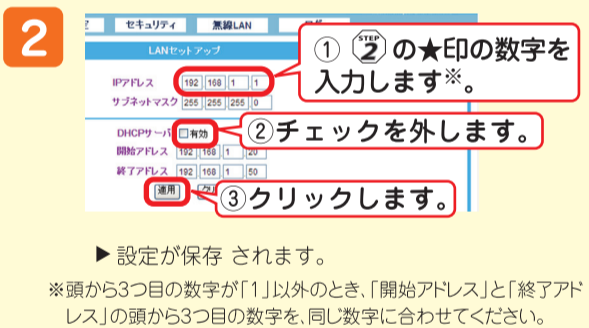 2
セキュリティ 無線LAN
LANセットアップ
① STEP 2 の★印の数字を
入力します※。
IPアドレス 192 168 1 1
サブネットマスク 255 255 255 0
DHCPサーバ 有効
②チェックを外します。
開始アドレス 192 168 1 20
終了アドレス 192 168 1 50
適用
③クリックします。
▶設定が保存 されます。
※頭から3つ目の数字が「1」以外のとき、「開始アドレス」と「終了アド
レス」の頭から3つ目の数字を、同じ数字に合わせてください。